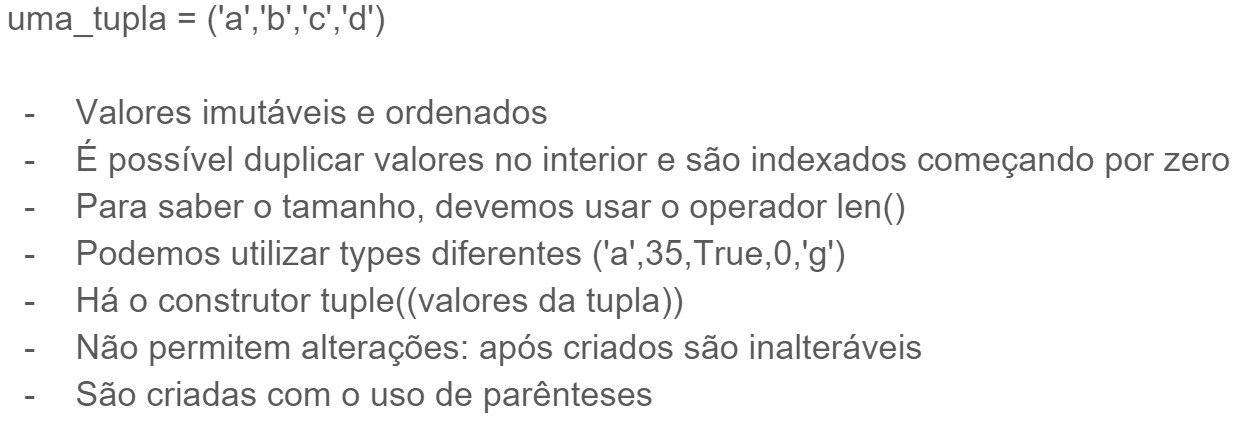 uma_tupla = ('a','b','c','d')
- Valores imutáveis e ordenados
- É possível duplicar valores no interior e são indexados começando por zero
- Para saber o tamanho, devemos usar o operador len()
- Podemos utilizar types diferentes ('a',35,True,0,'g')
- Há o construtor tuple((valores da tupla))
- Não permitem alterações: após criados são inalteráveis
- São criadas com o uso de parênteses